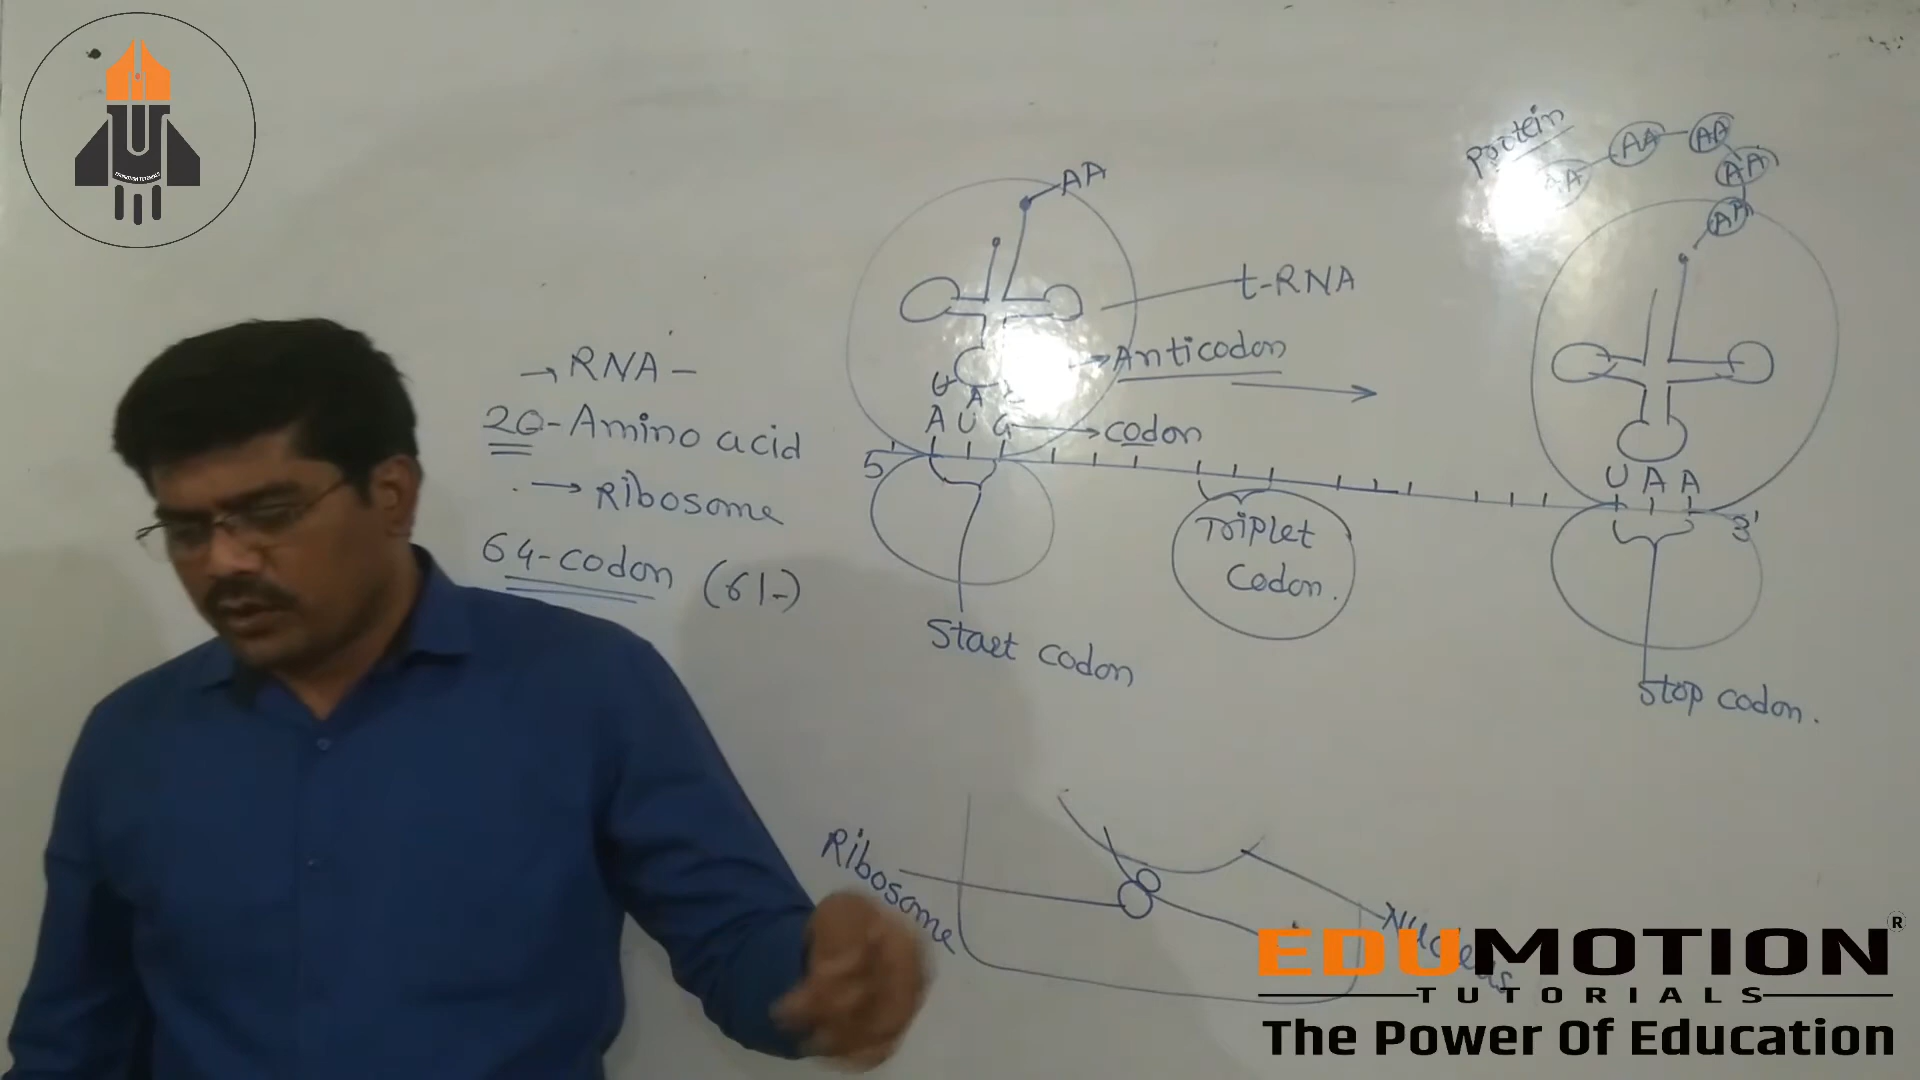 → RNA -
20-Amino acid
→ Ribosome
64-codon (61-)
AA
t-RNA
Anticodon
A
A U G
codon
5'
Triplet
Codon.
Start codon
Protein
AA
AA
AA
AA
AA
U A A
3'
Stop codon.
Ribosome
Nucleus
EDUMOTION®
TUTORIALS
The Power Of Education